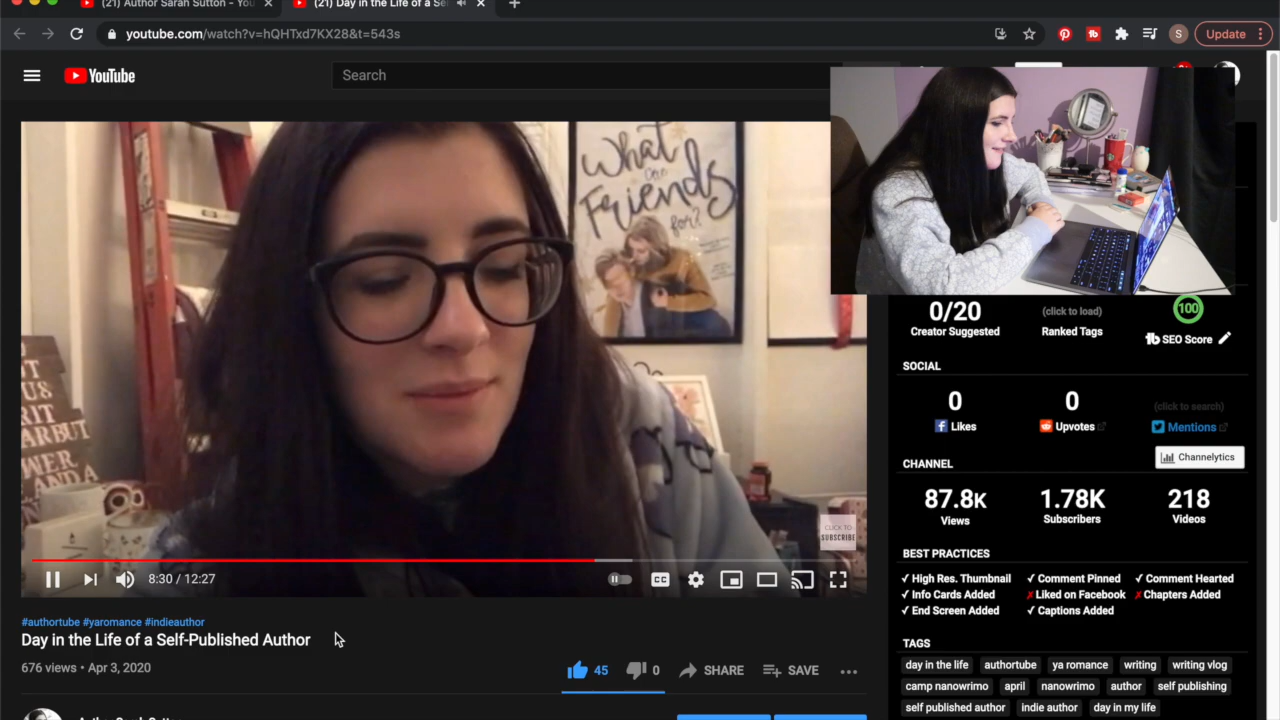 (21) Author Sarah Sutton - You
(21) Day in the Life of a Se
youtube.com/watch?v=hQHTxd7KX28&t=543s
S
Update
YouTube
Search
What
are
Friends
for?
CLICK TO
SUBSCRIBE
8:30 / 12:27
CC
#authortube #yaromance #indieauthor
Day in the Life of a Self-Published Author
676 views • Apr 3, 2020
45
0
SHARE
SAVE
0/20
Creator Suggested
(click to load)
Ranked Tags
100
tb SEO Score
SOCIAL
0
Likes
0
Upvotes
(click to search)
Mentions
Channelytics
CHANNEL
87.8K
Views
1.78K
Subscribers
218
Videos
BEST PRACTICES
✓ High Res. Thumbnail
✓ Comment Pinned
✓ Comment Hearted
✓ Info Cards Added
✗ Liked on Facebook
✗ Chapters Added
✓ End Screen Added
✓ Captions Added
TAGS
day in the life
authortube
ya romance
writing
writing vlog
camp nanowrimo
april
nanowrimo
author
self publishing
self published author
indie author
day in my life